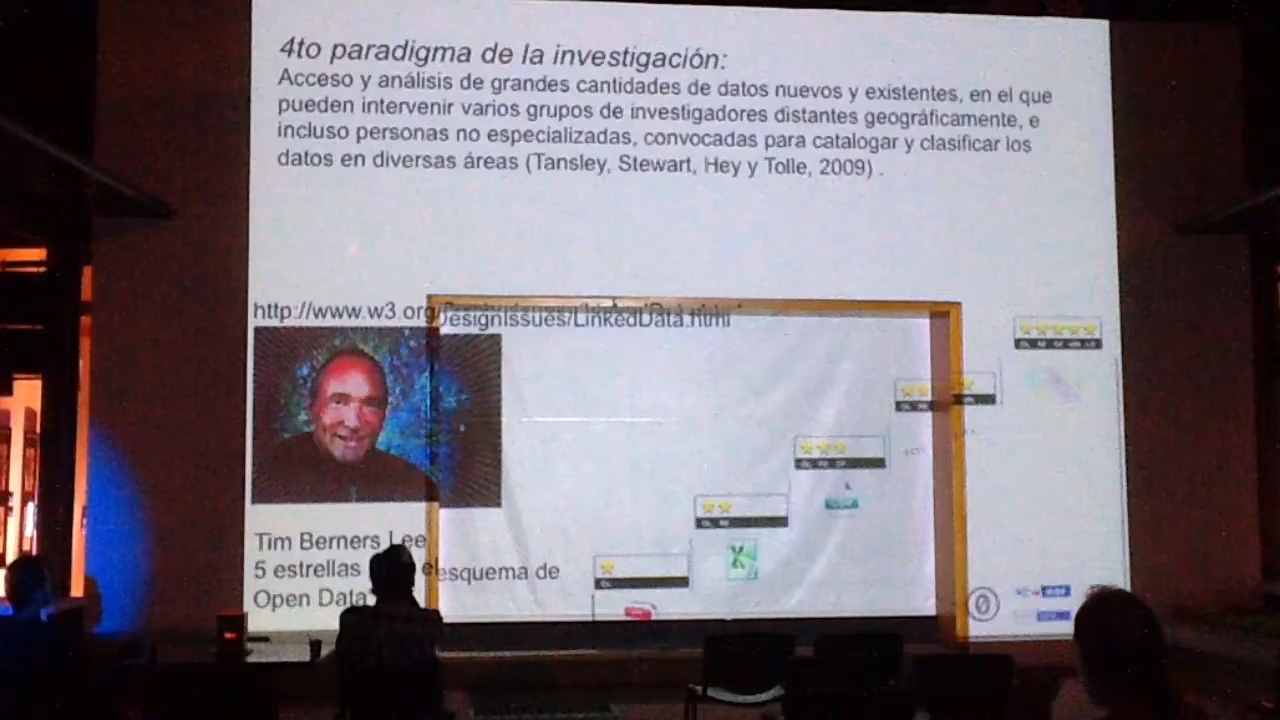 4to paradigma de la investigación:
Acceso y análisis de grandes cantidades de datos nuevos y existentes, en el que
pueden intervenir varios grupos de investigadores distantes geográficamente, e
incluso personas no especializadas, convocadas para catalogar y clasificar los
datos en diversas áreas (Tansley, Stewart, Hey y Tolle, 2009) .
http://www.w3.org/DesignIssues/LinkedData.html
Tim Berners Lee
5 estrellas el esquema de
Open Data